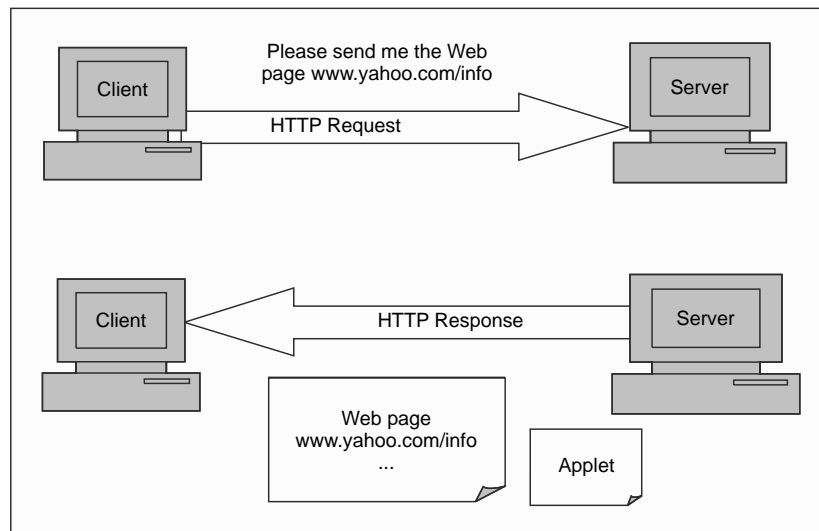 Please send me the Web
page www.yahoo.com/info
Client
Server
HTTP Request
Client
HTTP Response
Server
Web page
www.yahoo.com/info
...
Applet